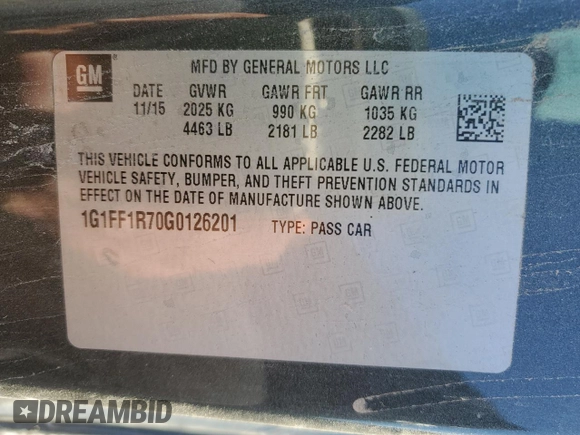 GM
MFD BY GENERAL MOTORS LLC
DATE GVWR GAWR FRT GAWR RR
11/15 2025 KG 990 KG 1035 KG
4463 LB 2181 LB 2282 LB
THIS VEHICLE CONFORMS TO ALL APPLICABLE U.S. FEDERAL MOTOR
VEHICLE SAFETY, BUMPER, AND THEFT PREVENTION STANDARDS IN
EFFECT ON THE DATE OF MANUFACTURE SHOWN ABOVE.
1G1FF1R70G0126201 TYPE: PASS CAR
DREAMBID